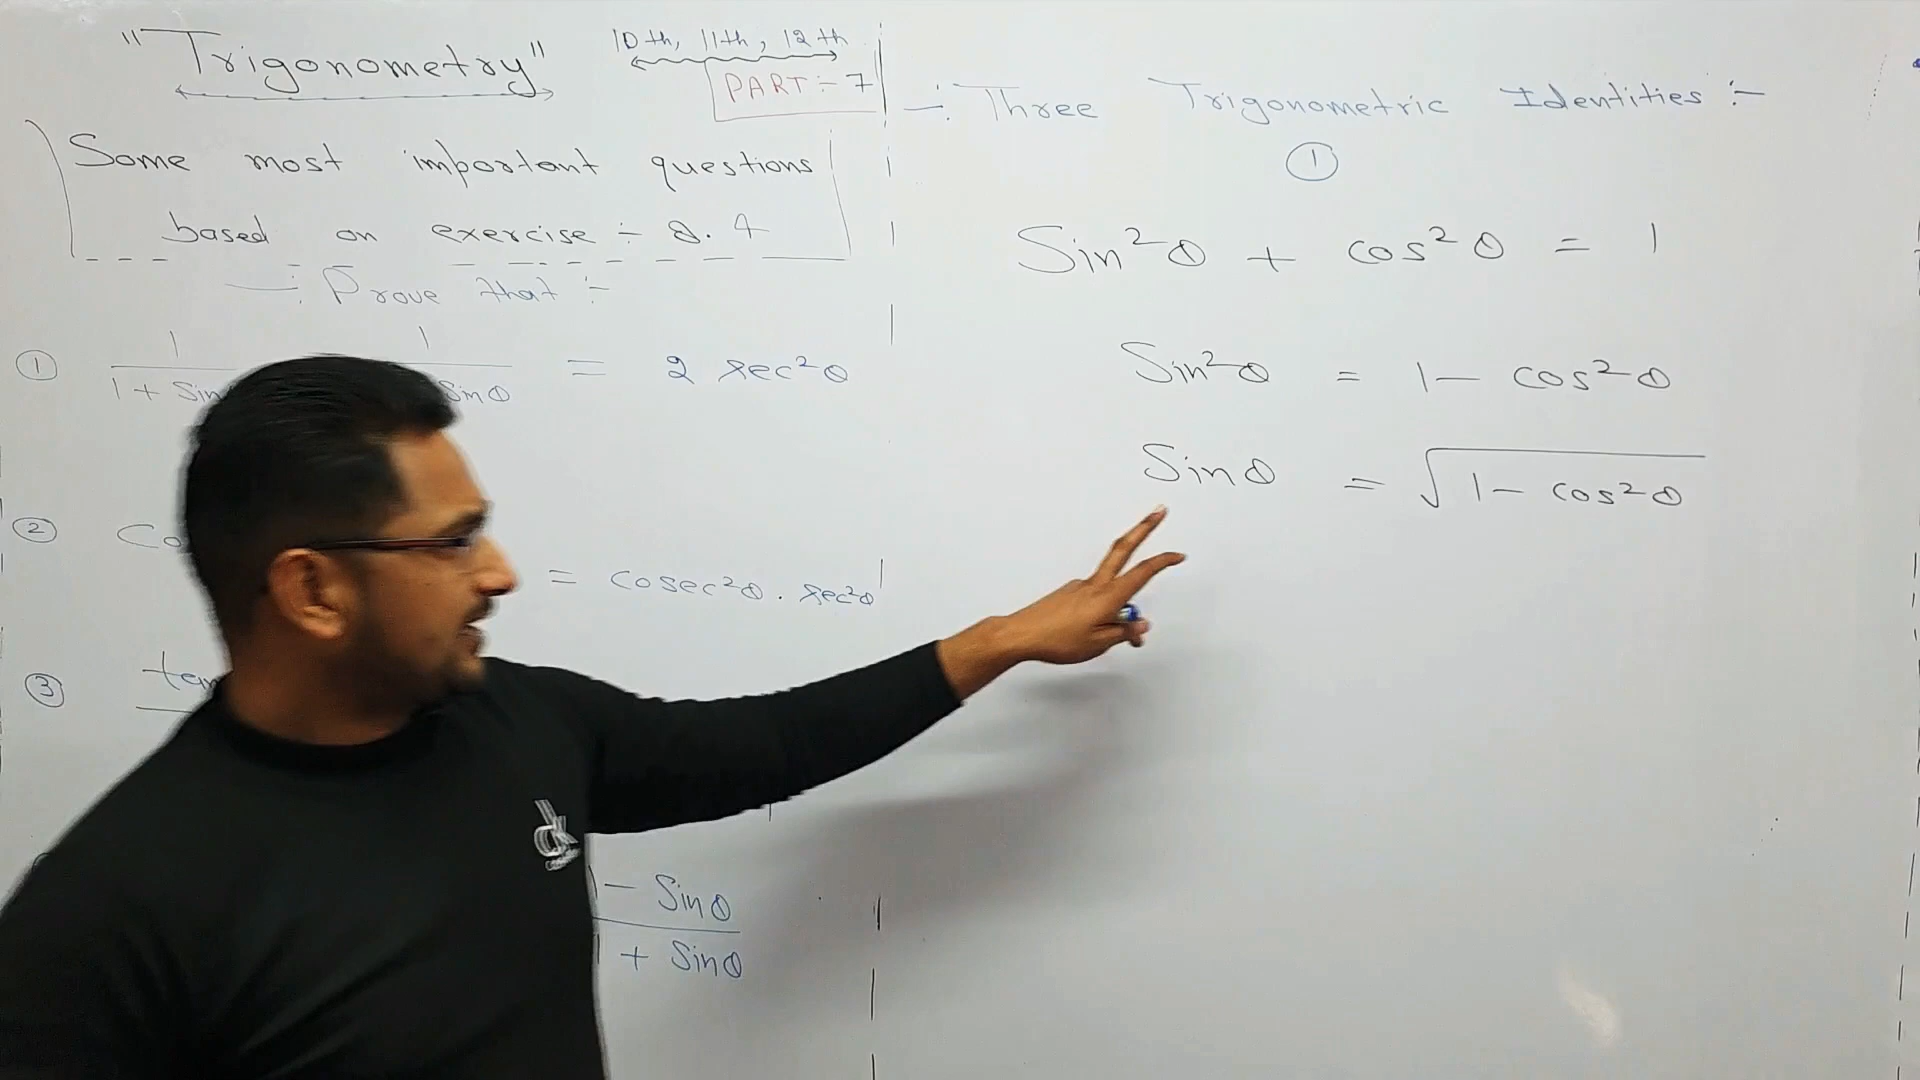 "Trigonometry"
10th, 11th, 12th
PART:- 7
Some most important questions
based on exercise :- 8.4
-: Prove that :-
① 1 / 1 + Sin 1 / Sinθ = 2 sec²θ
② Co = cosec²θ . sec²θ
③ tan
- Sinθ
+ Sinθ
-: Three Trigonometric Identities :-
①
Sin²θ + cos²θ = 1
Sin²θ = 1 - cos²θ
Sinθ = √1 - cos²θ